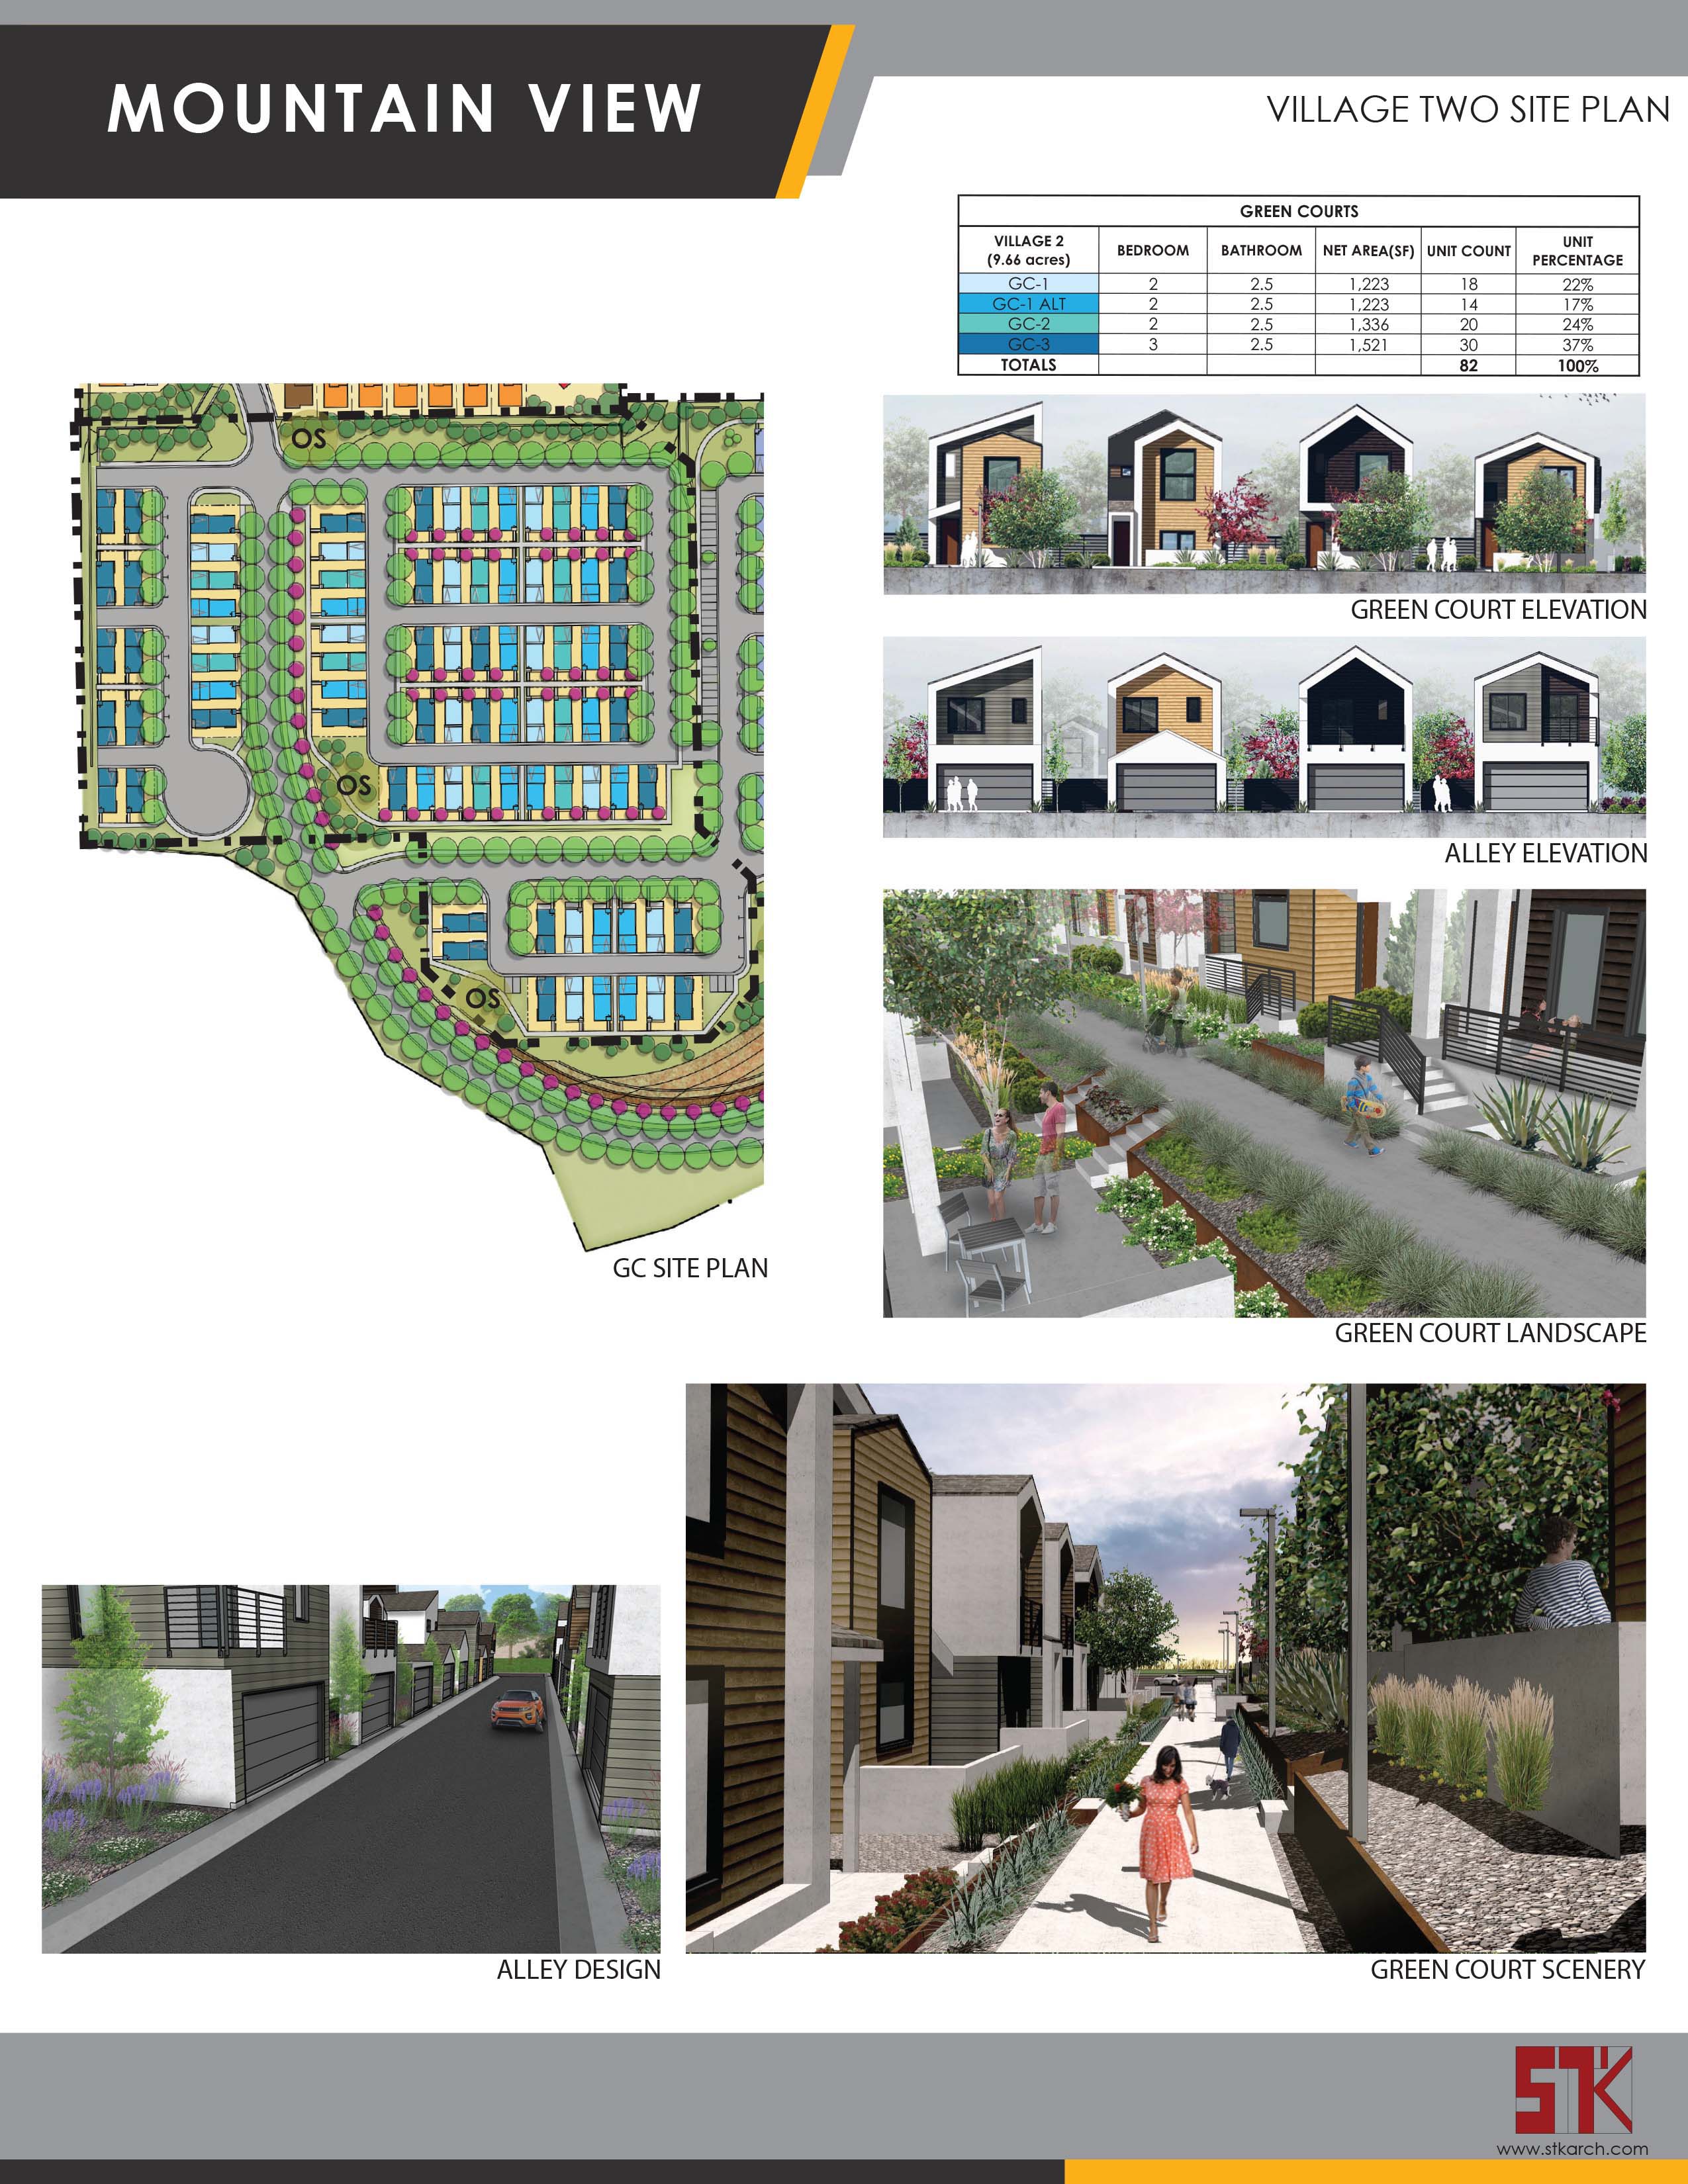 MOUNTAIN VIEW
VILLAGE TWO SITE PLAN
GREEN COURTS
VILLAGE 2 (9.66 acres) BEDROOM BATHROOM NET AREA(SF) UNIT COUNT UNIT PERCENTAGE
GC-1 2 2.5 1,223 18 22%
GC-1 ALT 2 2.5 1,223 14 17%
GC-2 2 2.5 1,336 20 24%
GC-3 3 2.5 1,521 30 37%
TOTALS 82 100%
OS
OS
OS
GC SITE PLAN
GREEN COURT ELEVATION
ALLEY ELEVATION
GREEN COURT LANDSCAPE
ALLEY DESIGN
GREEN COURT SCENERY
STK
www.stkarch.com